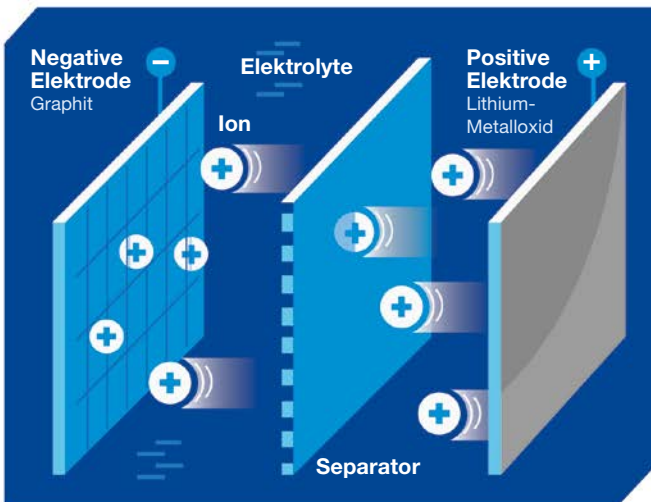 Negative
Elektrode
Graphit
−
Elektrolyte
Positive
Elektrode
Lithium-
Metalloxid
+
Ion
+
+
+
+
+
+
+
+
+
Separator